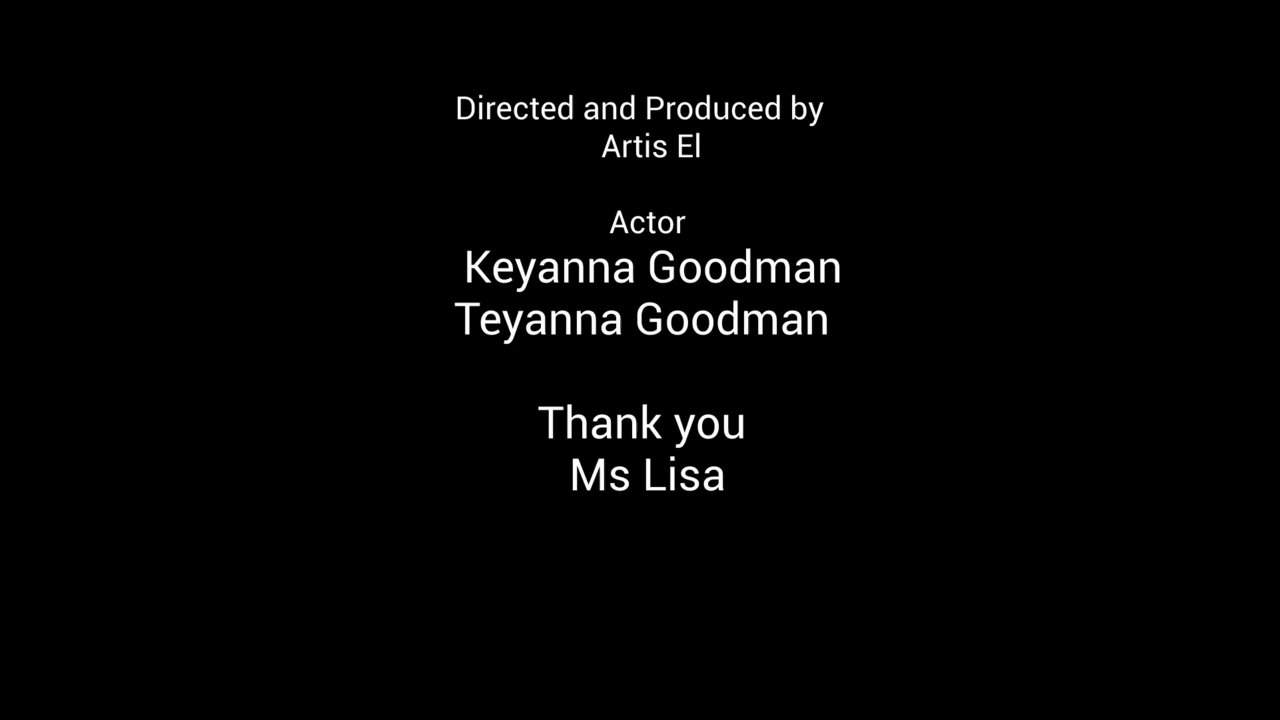 Directed and Produced by
Artis El
Actor
Keyanna Goodman
Teyanna Goodman
Thank you
Ms Lisa